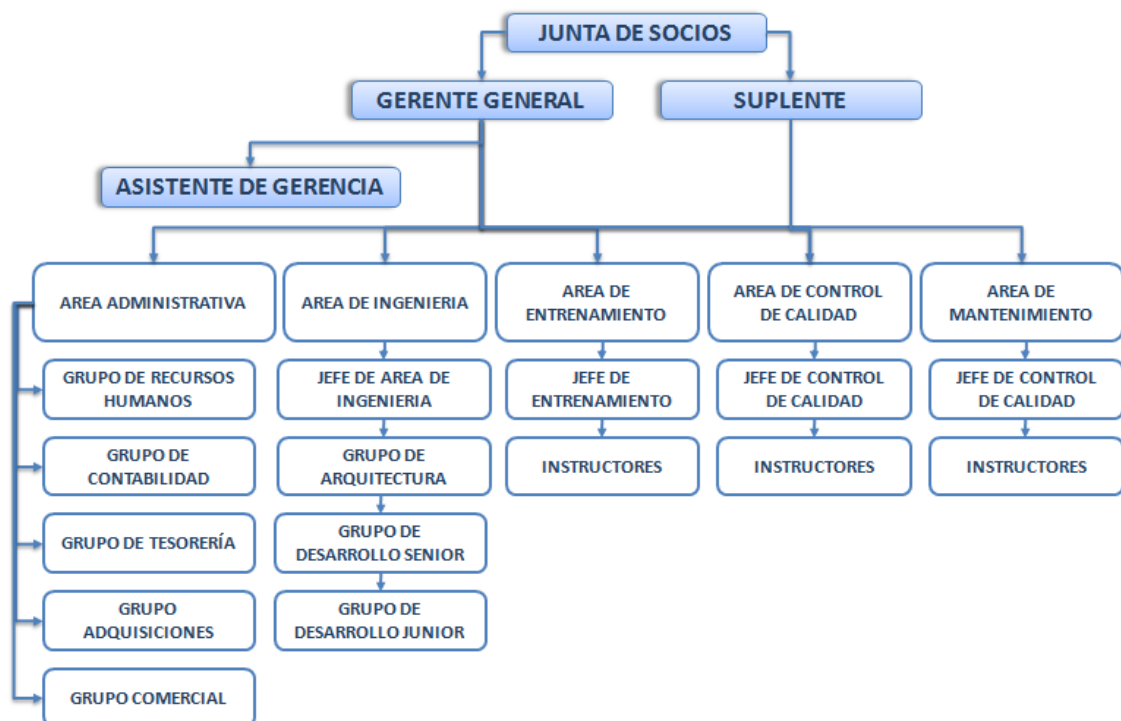 JUNTA DE SOCIOS
GERENTE GENERAL
SUPLENTE
ASISTENTE DE GERENCIA
AREA ADMINISTRATIVA
AREA DE INGENIERIA
AREA DE
ENTRENAMIENTO
AREA DE CONTROL
DE CALIDAD
AREA DE
MANTENIMIENTO
GRUPO DE RECURSOS
HUMANOS
JEFE DE AREA DE
INGENIERIA
JEFE DE
ENTRENAMIENTO
JEFE DE CONTROL
DE CALIDAD
JEFE DE CONTROL
DE CALIDAD
GRUPO DE
CONTABILIDAD
GRUPO DE
ARQUITECTURA
INSTRUCTORES
INSTRUCTORES
INSTRUCTORES
GRUPO DE TESORERÍA
GRUPO DE
DESARROLLO SENIOR
GRUPO
ADQUISICIONES
GRUPO DE
DESARROLLO JUNIOR
GRUPO COMERCIAL